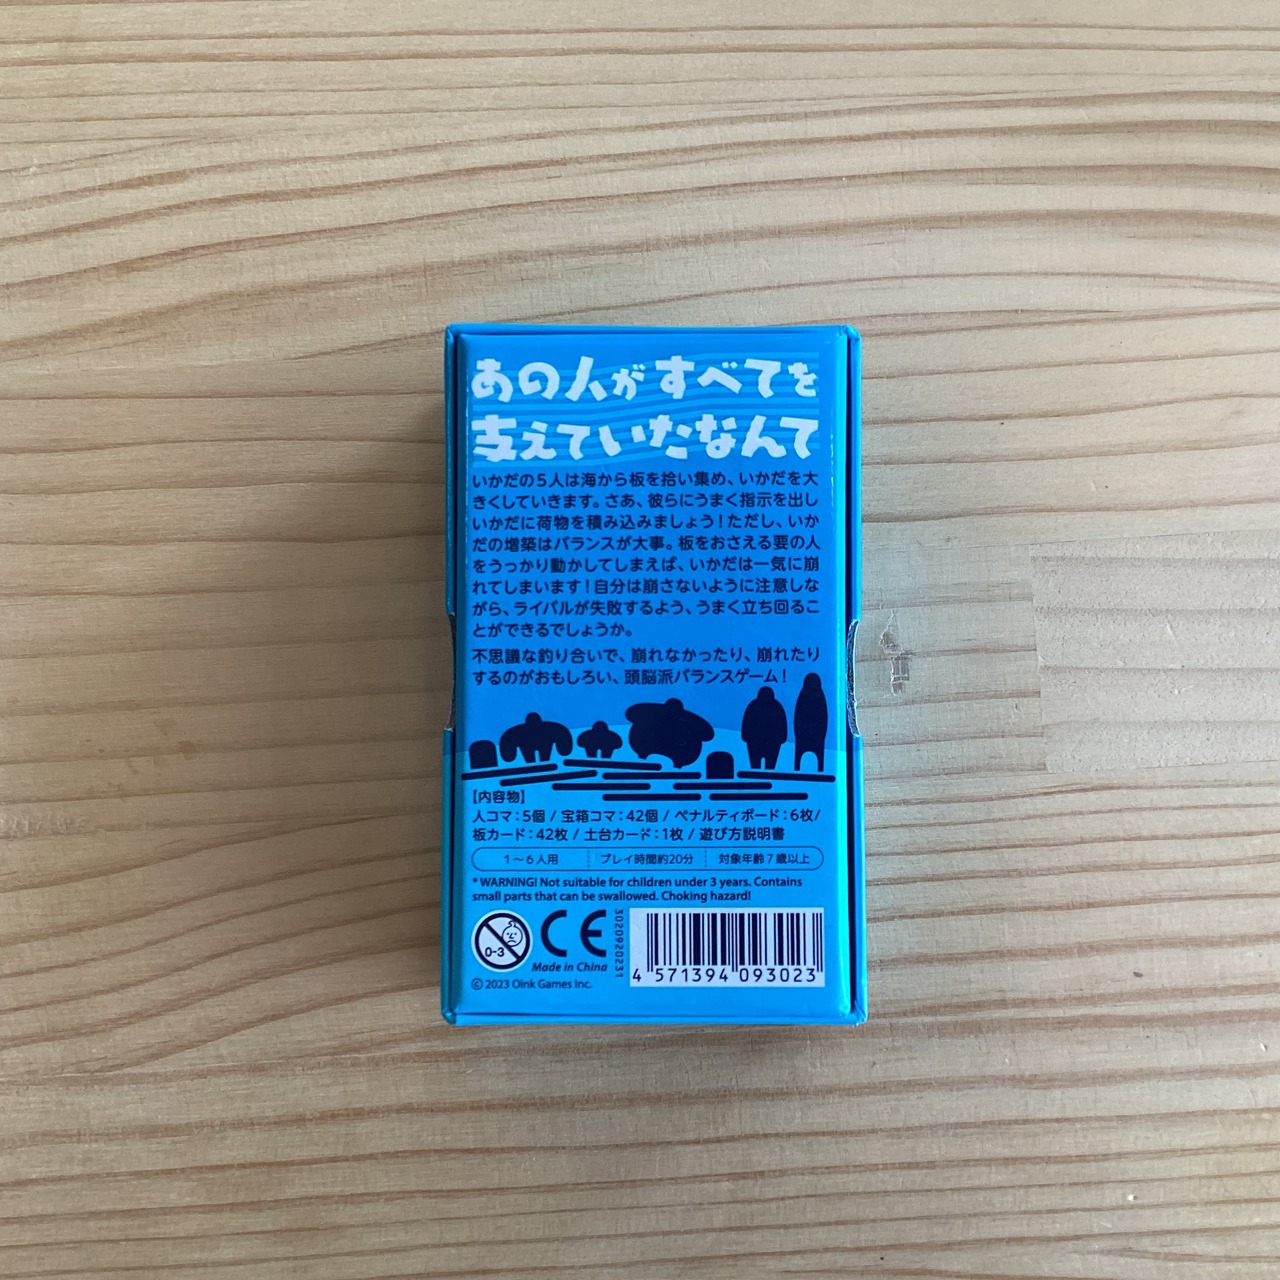 あの人がすべてを
支えていたなんて
いかだの5人は海から板を拾い集め、いかだを大
きくしていきます。さあ、彼らにうまく指示を出し
いかだに荷物を積み込みましょう！ただし、いか
だの増築はバランスが大事。板をおさえる要の人
をうっかり動かしてしまえば、いかだは一気に崩
れてしまいます！自分は崩さないように注意しな
がら、ライバルが失敗するよう、うまく立ち回るこ
とができるでしょうか。
不思議な釣り合いで、崩れなかったり、崩れたり
するのがおもしろい、頭脳派バランスゲーム！
【内容物】
人コマ：5個 / 宝箱コマ：42個 / ペナルティボード：6枚/
板カード：42枚 / 土台カード：1枚 / 遊び方説明書
1〜6人用 プレイ時間約20分 対象年齢7歳以上
* WARNING! Not suitable for children under 3 years. Contains
small parts that can be swallowed. Choking hazard!
0-3 CE
3020920231
Made in China
© 2023 Oink Games Inc.
4 571394 093023